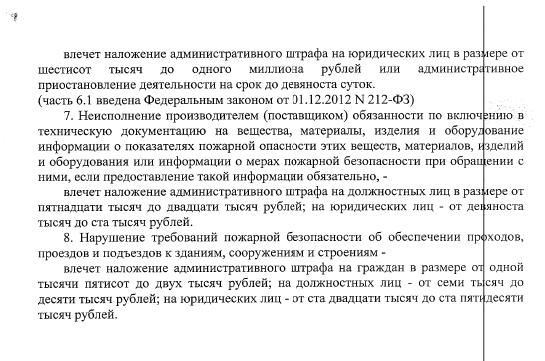 влечет наложение административного штрафа на юридических лиц в размере от
шестисот тысяч до одного миллиона рублей или административное
приостановление деятельности на срок до девяноста суток.
(часть 6.1 введена Федеральным законом от 01.12.2012 N 212-ФЗ)
7. Неисполнение производителем (поставщиком) обязанности по включению в
техническую документацию на вещества, материалы, изделия и оборудование
информации о показателях пожарной опасности этих веществ, материалов, изделий
и оборудования или информации о мерах пожарной безопасности при обращении с
ними, если предоставление такой информации обязательно, -
влечет наложение административного штрафа на должностных лиц в размере от
пятнадцати тысяч до двадцати тысяч рублей; на юридических лиц - от девяноста
тысяч до ста тысяч рублей.
8. Нарушение требований пожарной безопасности об обеспечении проходов,
проездов и подъездов к зданиям, сооружениям и строениям -
влечет наложение административного штрафа на граждан в размере от одной
тысячи пятисот до двух тысяч рублей; на должностных лиц - от семи тысяч до
десяти тысяч рублей; на юридических лиц - от ста двадцати тысяч до ста пятидесяти
тысяч рублей.